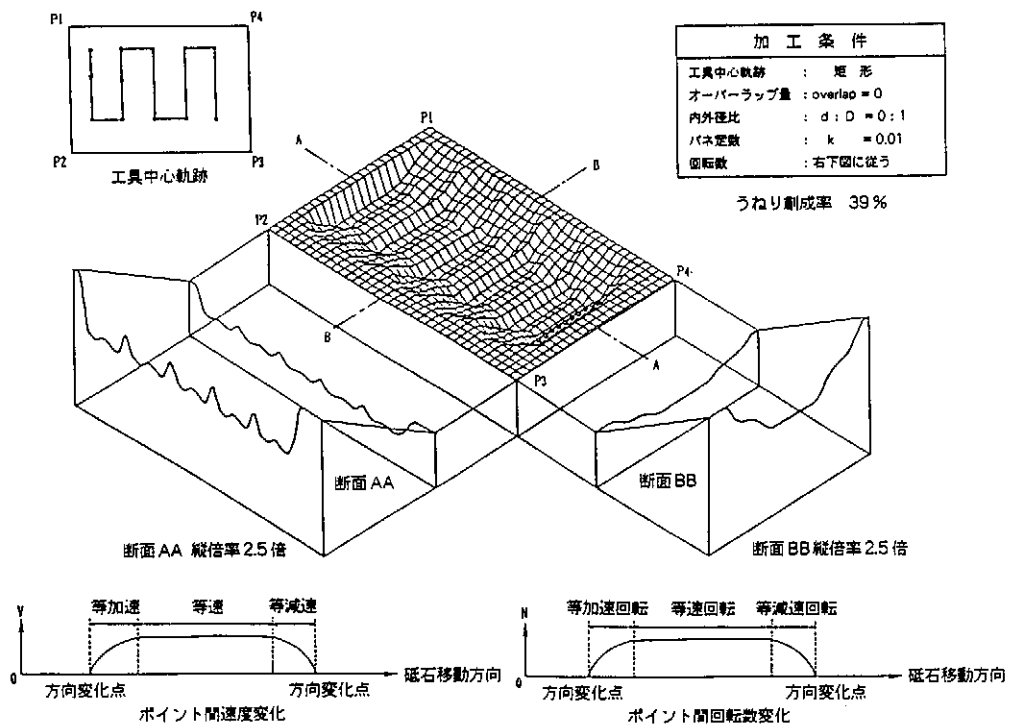 P1
P4
P2
P3
工具中心軌跡
加工条件
工具中心軌跡 : 矩形
オーバーラップ量 : overlap = 0
内外径比 : d : D = 0 : 1
バネ定数 : k = 0.01
回転数 : 右下図に従う
うねり創成率 39%
P1
A
B
P2
P4
B
A
P3
断面AA
断面BB
断面AA 縦倍率2.5倍
断面BB縦倍率2.5倍
V
等加速
等速
等減速
0
砥石移動方向
方向変化点
方向変化点
ポイント間速度変化
N
等加速回転
等速回転
等減速回転
0
砥石移動方向
方向変化点
方向変化点
ポイント間回転数変化